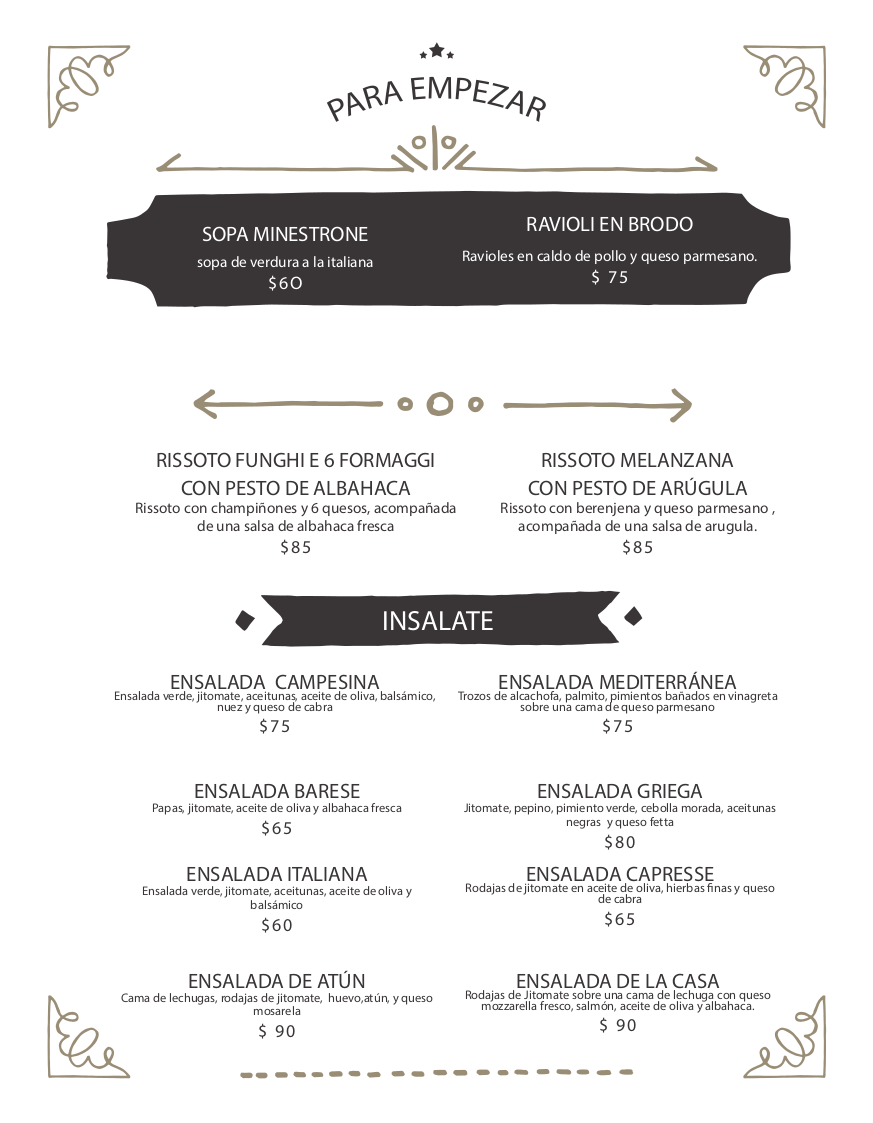 PARA EMPEZAR
SOPA MINESTRONE
sopa de verdura a la italiana
$6O
RAVIOLI EN BRODO
Ravioles en caldo de pollo y queso parmesano.
$ 75
RISSOTO FUNGHI E 6 FORMAGGI
CON PESTO DE ALBAHACA
Rissoto con champiñones y 6 quesos, acompañada
de una salsa de albahaca fresca
$85
RISSOTO MELANZANA
CON PESTO DE ARÚGULA
Rissoto con berenjena y queso parmesano ,
acompañada de una salsa de arugula.
$85
INSALATE
ENSALADA CAMPESINA
Ensalada verde, jitomate, aceitunas, aceite de oliva, balsámico,
nuez y queso de cabra
$75
ENSALADA MEDITERRÁNEA
Trozos de alcachofa, palmito, pimientos bañados en vinagreta
sobre una cama de queso parmesano
$75
ENSALADA BARESE
Papas, jitomate, aceite de oliva y albahaca fresca
$65
ENSALADA GRIEGA
Jitomate, pepino, pimiento verde, cebolla morada, aceitunas
negras y queso fetta
$80
ENSALADA ITALIANA
Ensalada verde, jitomate, aceitunas, aceite de oliva y
balsámico
$60
ENSALADA CAPRESSE
Rodajas de jitomate en aceite de oliva, hierbas finas y queso
de cabra
$65
ENSALADA DE ATÚN
Cama de lechugas, rodajas de jitomate, huevo,atún, y queso
mosarela
$ 90
ENSALADA DE LA CASA
Rodajas de Jitomate sobre una cama de lechuga con queso
mozzarella fresco, salmón, aceite de oliva y albahaca.
$ 90